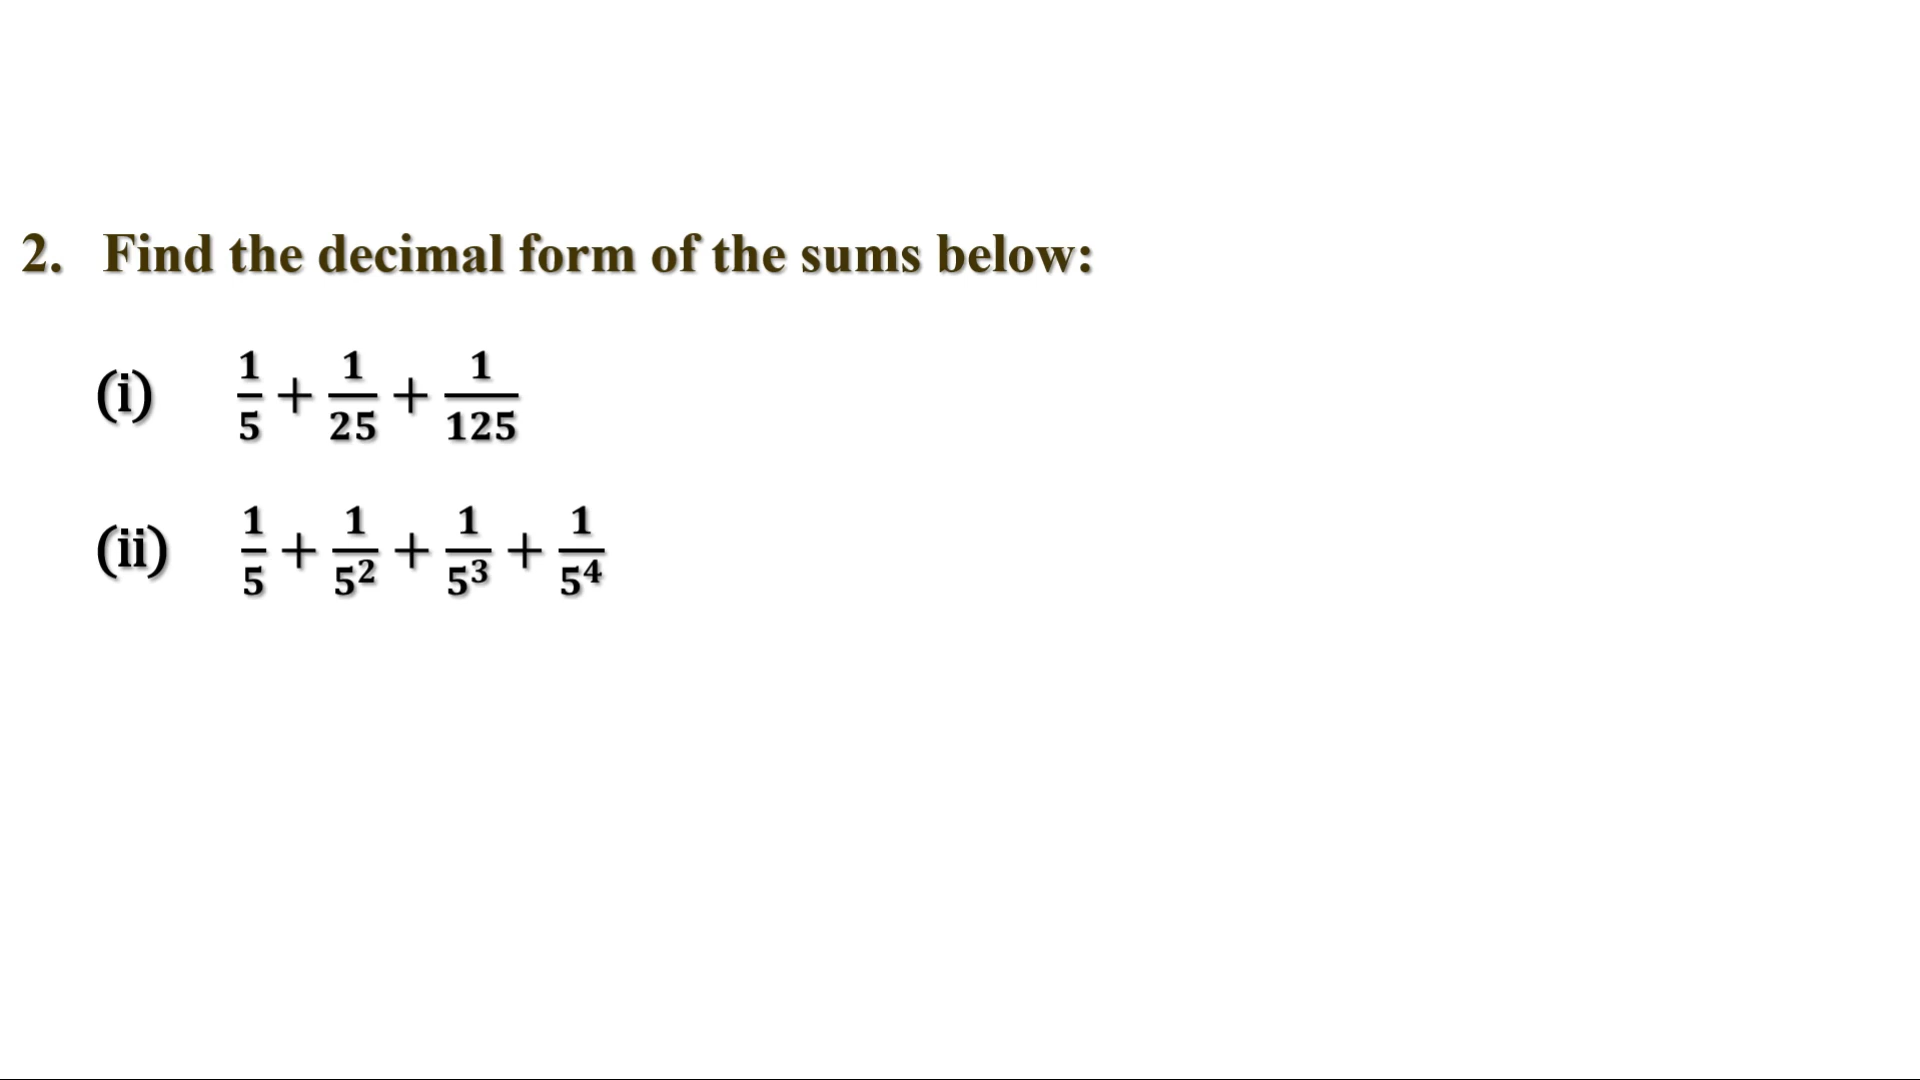 2. Find the decimal form of the sums below:
(i) 1/5 + 1/25 + 1/125
(ii) 1/5 + 1/5² + 1/5³ + 1/5⁴